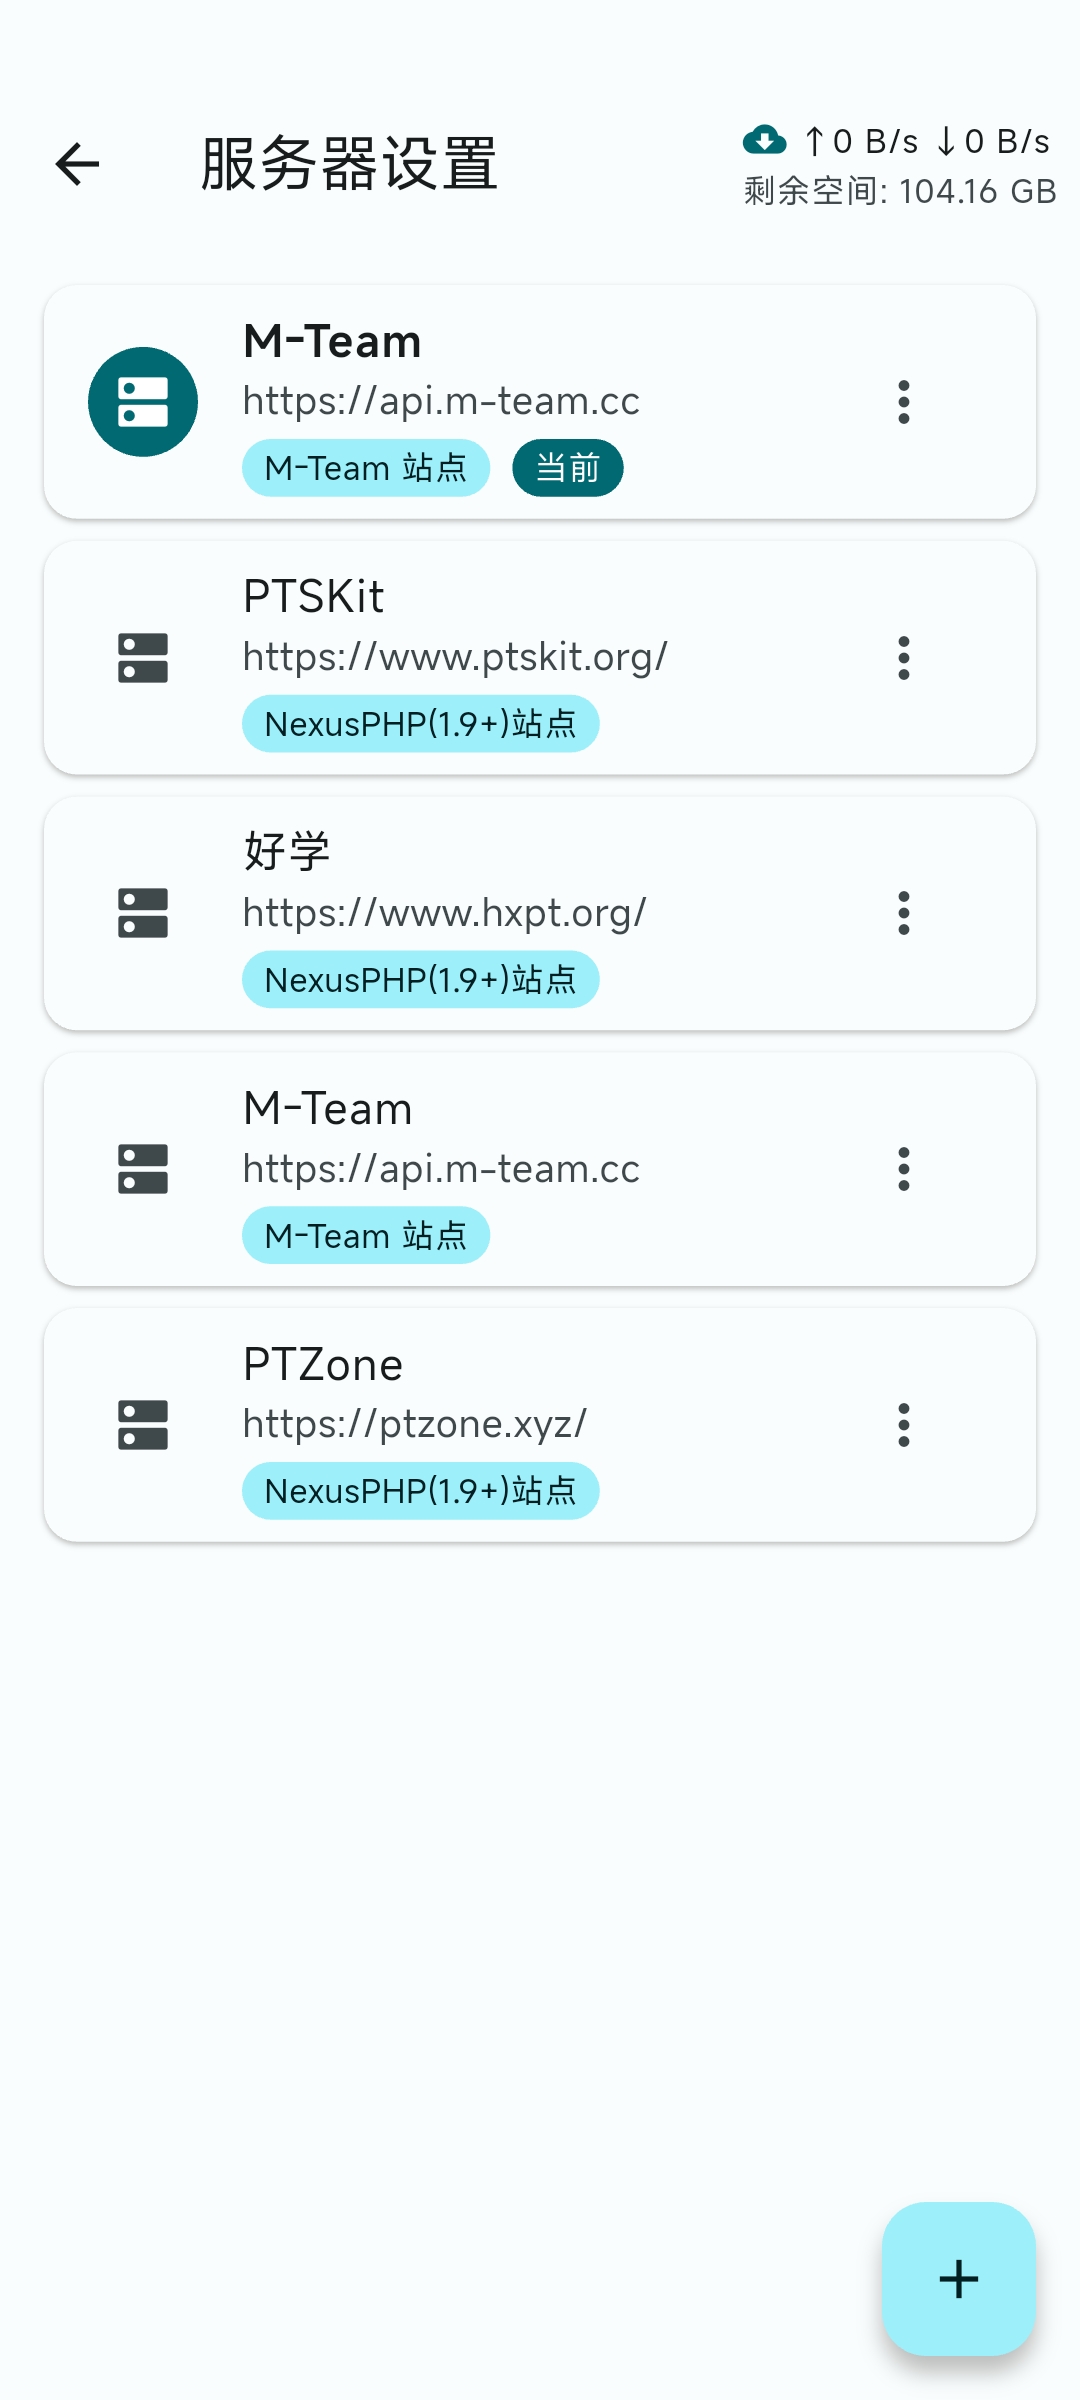 服务器设置
↑0 B/s ↓0 B/s
剩余空间: 104.16 GB
M-Team
https://api.m-team.cc
M-Team 站点 当前
PTSKit
https://www.ptskit.org/
NexusPHP(1.9+)站点
好学
https://www.hxpt.org/
NexusPHP(1.9+)站点
M-Team
https://api.m-team.cc
M-Team 站点
PTZone
https://ptzone.xyz/
NexusPHP(1.9+)站点